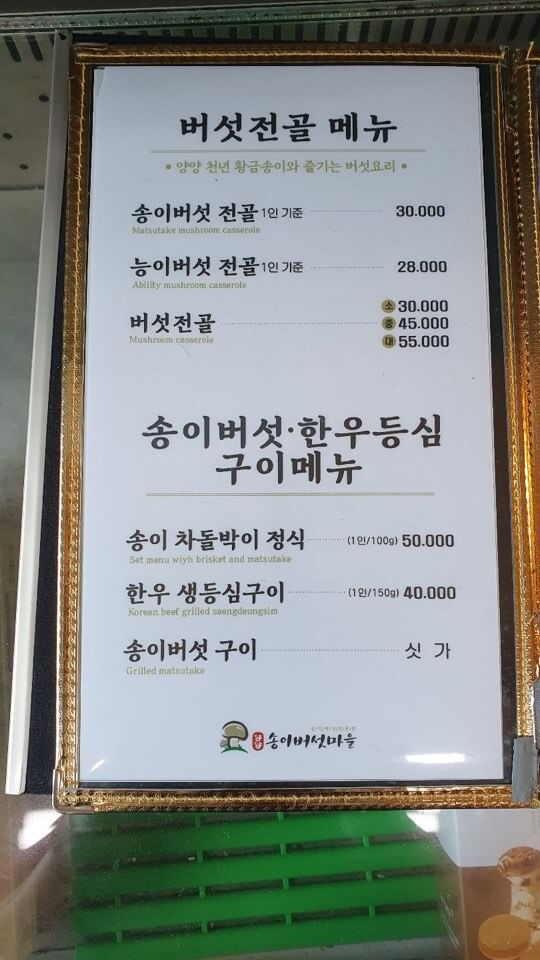 버섯전골 메뉴
• 양양 천년 황금송이와 즐기는 버섯요리 •
송이버섯 전골 1인 기준 30.000
Matsutake mushroom casserole
능이버섯 전골 1인 기준 28.000
Ability mushroom casserole
버섯전골 소 30.000
Mushroom casserole 중 45.000
대 55.000
송이버섯·한우등심
구이메뉴
송이 차돌박이 정식 (1인/100g) 50.000
Set menu wiyh brisket and matsutake
한우 생등심구이 (1인/150g) 40.000
Korean beef grilled saengdeungsim
송이버섯 구이 싯 가
Grilled matsutake
양양 송이버섯마을